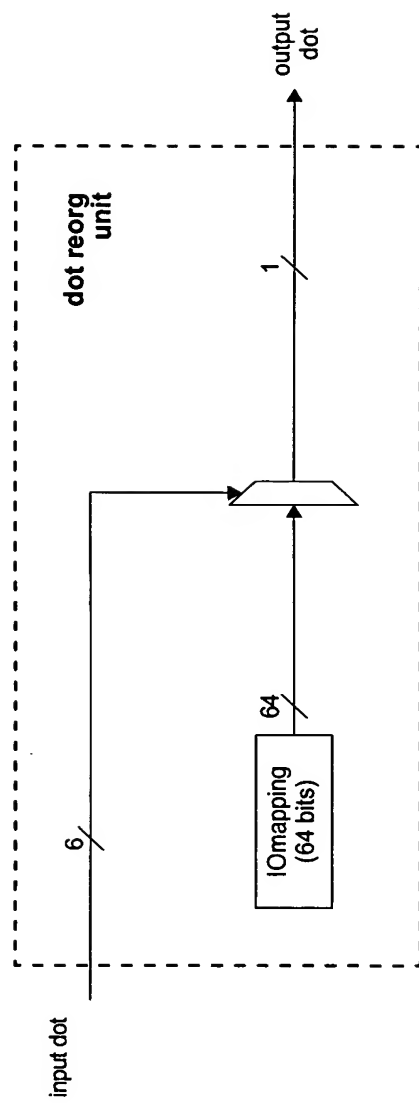 input dot
6
dot reorg
unit
IOmapping
(64 bits)
64
1
output
dot